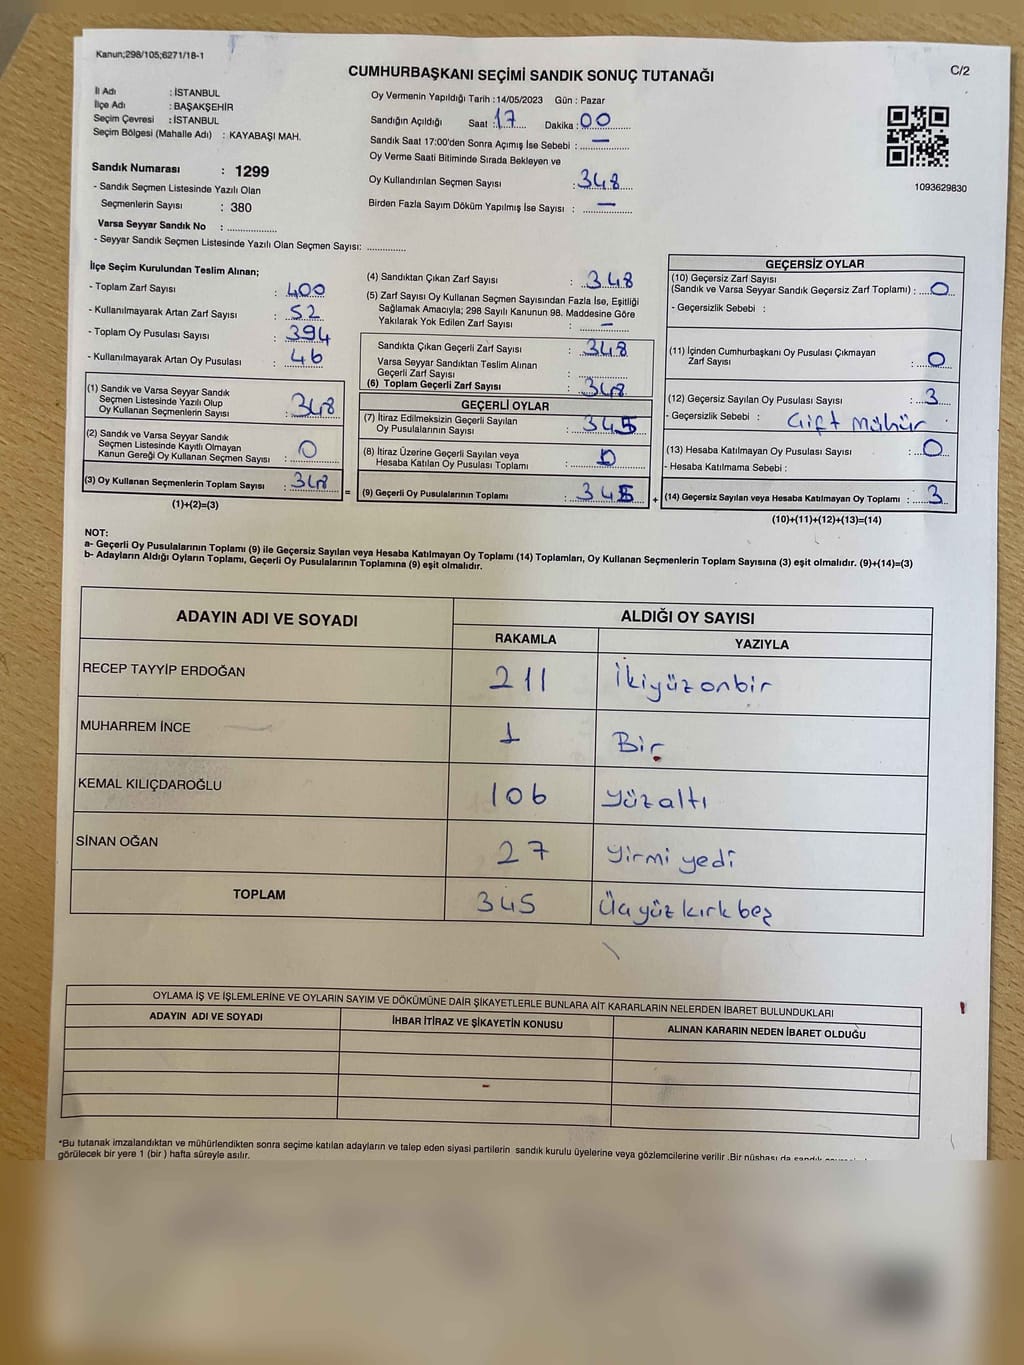 Kanun;298/105;6271/18-1
CUMHURBAŞKANI SEÇİMİ SANDIK SONUÇ TUTANAĞI
C/2
İl Adı : İSTANBUL
İlçe Adı : BAŞAKŞEHİR
Seçim Çevresi : İSTANBUL
Seçim Bölgesi (Mahalle Adı) : KAYABAŞI MAH.
Sandık Numarası : 1299
- Sandık Seçmen Listesinde Yazılı Olan
Seçmenlerin Sayısı : 380
Varsa Seyyar Sandık No : ..............
- Seyyar Sandık Seçmen Listesinde Yazılı Olan Seçmen Sayısı: ............
Oy Vermenin Yapıldığı Tarih :14/05/2023 Gün : Pazar
Sandığın Açıldığı Saat : 17 Dakika : 00
Sandık Saat 17:00'den Sonra Açımış İse Sebebi : —
Oy Verme Saati Bitiminde Sırada Bekleyen ve
Oy Kullandırılan Seçmen Sayısı : 348
Birden Fazla Sayım Döküm Yapılmış İse Sayısı : —
1093629830
İlçe Seçim Kurulundan Teslim Alınan;
- Toplam Zarf Sayısı : 400
- Kullanılmayarak Artan Zarf Sayısı : 52
- Toplam Oy Pusulası Sayısı : 394
- Kullanılmayarak Artan Oy Pusulası : 46
(1) Sandık ve Varsa Seyyar Sandık
Seçmen Listesinde Yazılı Olup
Oy Kullanan Seçmenlerin Sayısı : 348
(2) Sandık ve Varsa Seyyar Sandık
Seçmen Listesinde Kayıtlı Olmayan
Kanun Gereği Oy Kullanan Seçmen Sayısı : 0
(3) Oy Kullanan Seçmenlerin Toplam Sayısı : 348
(1)+(2)=(3)
(4) Sandıktan Çıkan Zarf Sayısı : 348
(5) Zarf Sayısı Oy Kullanan Seçmen Sayısından Fazla İse, Eşitliği
Sağlamak Amacıyla; 298 Sayılı Kanunun 98. Maddesine Göre
Yakılarak Yok Edilen Zarf Sayısı : —
Sandıkta Çıkan Geçerli Zarf Sayısı : 348
Varsa Seyyar Sandıktan Teslim Alınan
Geçerli Zarf Sayısı : ............
(6) Toplam Geçerli Zarf Sayısı : 348
GEÇERLİ OYLAR
(7) İtiraz Edilmeksizin Geçerli Sayılan
Oy Pusulalarının Sayısı : 345
(8) İtiraz Üzerine Geçerli Sayılan veya
Hesaba Katılan Oy Pusulası Toplamı : 0
= (9) Geçerli Oy Pusulalarının Toplamı : 345 +
GEÇERSİZ OYLAR
(10) Geçersiz Zarf Sayısı
(Sandık ve Varsa Seyyar Sandık Geçersiz Zarf Toplamı) : 0
- Geçersizlik Sebebi :
(11) İçinden Cumhurbaşkanı Oy Pusulası Çıkmayan
Zarf Sayısı : 0
(12) Geçersiz Sayılan Oy Pusulası Sayısı : 3
- Geçersizlik Sebebi : Çift Mühür
(13) Hesaba Katılmayan Oy Pusulası Sayısı : 0
- Hesaba Katılmama Sebebi :
(14) Geçersiz Sayılan veya Hesaba Katılmayan Oy Toplamı : 3
(10)+(11)+(12)+(13)=(14)
NOT:
a- Geçerli Oy Pusulalarının Toplamı (9) ile Geçersiz Sayılan veya Hesaba Katılmayan Oy Toplamı (14) Toplamları, Oy Kullanan Seçmenlerin Toplam Sayısına (3) eşit olmalıdır. (9)+(14)=(3)
b- Adayların Aldığı Oyların Toplamı, Geçerli Oy Pusulalarının Toplamına (9) eşit olmalıdır.
ADAYIN ADI VE SOYADI
ALDIĞI OY SAYISI
RAKAMLA YAZIYLA
RECEP TAYYİP ERDOĞAN 211 İkiyüzonbir
MUHARREM İNCE 1 Bir
KEMAL KILIÇDAROĞLU 106 yüzaltı
SİNAN OĞAN 27 yirmi yedi
TOPLAM 345 Üçyüzkırkbeş
OYLAMA İŞ VE İŞLEMLERİNE VE OYLARIN SAYIM VE DÖKÜMÜNE DAİR ŞİKAYETLERLE BUNLARA AİT KARARLARIN NELERDEN İBARET BULUNDUKLARI
ADAYIN ADI VE SOYADI İHBAR İTİRAZ VE ŞİKAYETİN KONUSU ALINAN KARARIN NEDEN İBARET OLDUĞU
*Bu tutanak imzalandıktan ve mühürlendikten sonra seçime katılan adayların ve talep eden siyasi partilerin sandık kurulu üyelerine veya gözlemcilerine verilir .Bir nüshası da
görülecek bir yere 1 (bir ) hafta süreyle asılır.